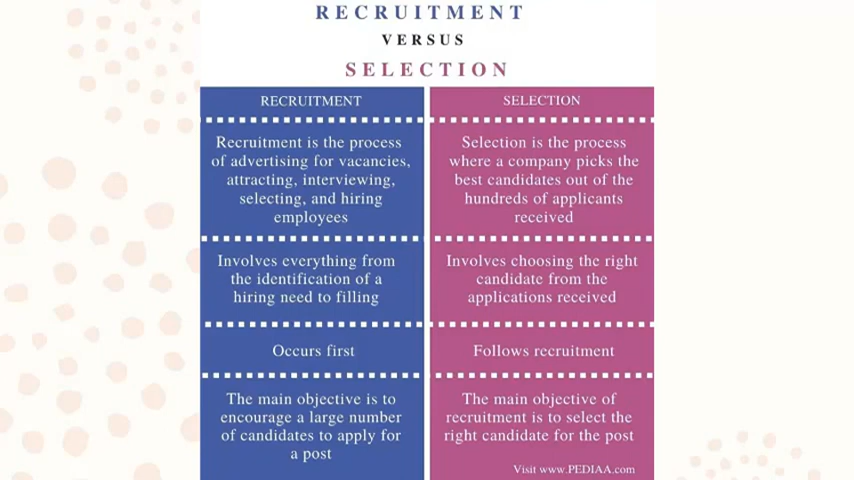 RECRUITMENT
VERSUS
SELECTION
RECRUITMENT
Recruitment is the process
of advertising for vacancies,
attracting, interviewing,
selecting, and hiring
employees
Involves everything from
the identification of a
hiring need to filling
Occurs first
The main objective is to
encourage a large number
of candidates to apply for
a post
SELECTION
Selection is the process
where a company picks the
best candidates out of the
hundreds of applicants
received
Involves choosing the right
candidate from the
applications received
Follows recruitment
The main objective of
recruitment is to select the
right candidate for the post
Visit www.PEDIAA.com